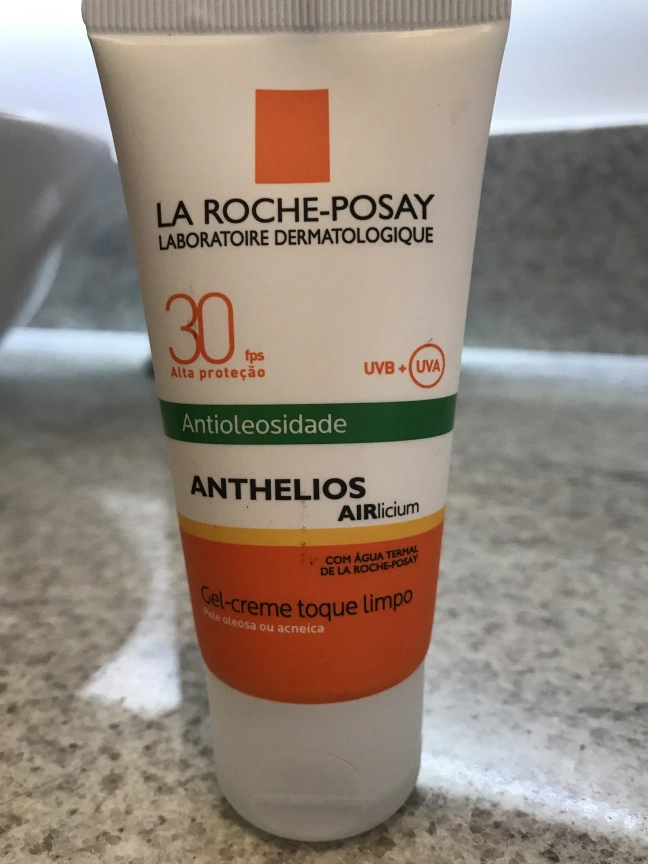 LA ROCHE-POSAY
LABORATOIRE DERMATOLOGIQUE
30 fps
Alta proteção
UVB + UVA
Antioleosidade
ANTHELIOS
AIRlicium
COM ÁGUA TERMAL
DE LA ROCHE-POSAY
Gel-creme toque limpo
Pele oleosa ou acneica